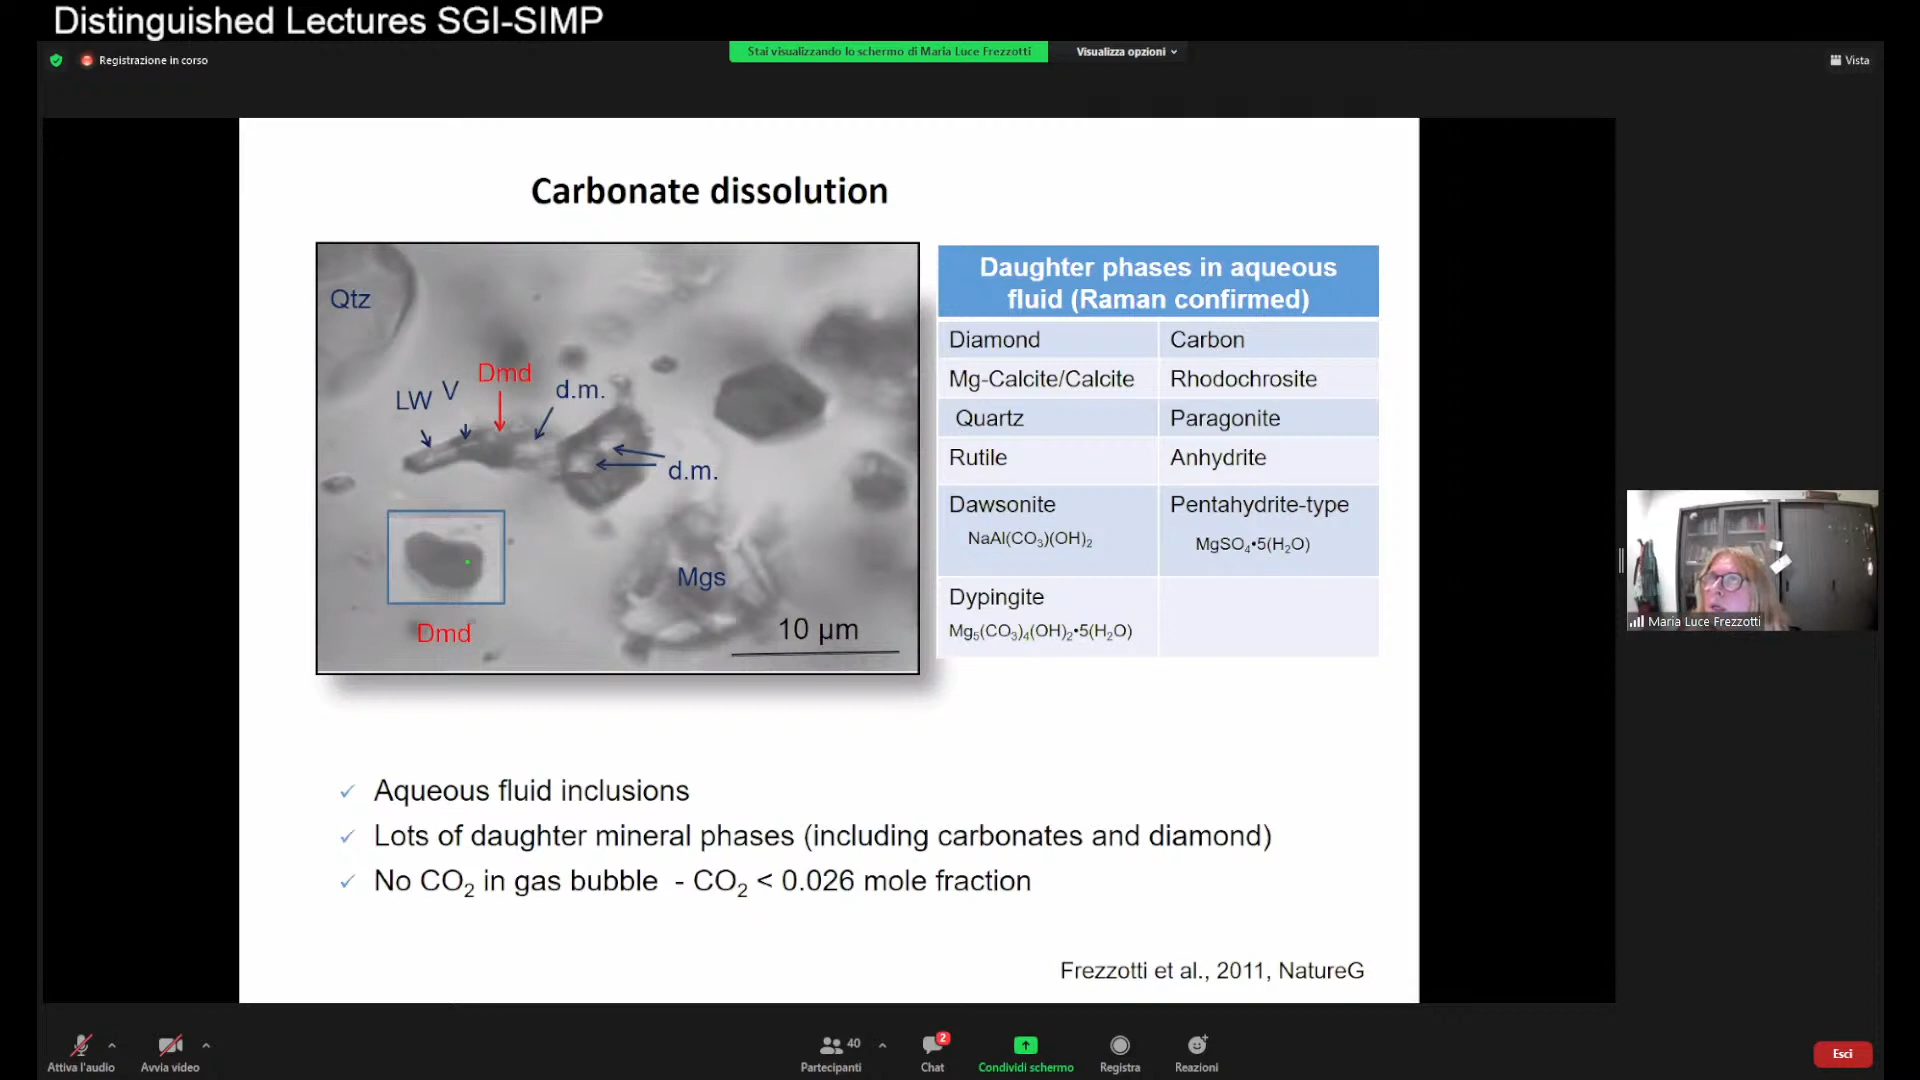 Distinguished Lectures SGI-SIMP
Stai visualizzando lo schermo di Maria Luce Frezzotti
Visualizza opzioni
Registrazione in corso
Vista
Carbonate dissolution
Qtz
LW V Dmd d.m.
d.m.
Mgs
Dmd
10 µm
Daughter phases in aqueous
fluid (Raman confirmed)
Diamond Carbon
Mg-Calcite/Calcite Rhodochrosite
Quartz Paragonite
Rutile Anhydrite
Dawsonite Pentahydrite-type
NaAl(CO₃)(OH)₂ MgSO₄•5(H₂O)
Dypingite
Mg₅(CO₃)₄(OH)₂•5(H₂O)
Maria Luce Frezzotti
✓ Aqueous fluid inclusions
✓ Lots of daughter mineral phases (including carbonates and diamond)
✓ No CO₂ in gas bubble - CO₂ < 0.026 mole fraction
Frezzotti et al., 2011, NatureG
40
2
Attiva l'audio
Avvia video
Partecipanti
Chat
Condividi schermo
Registra
Reazioni
Esci